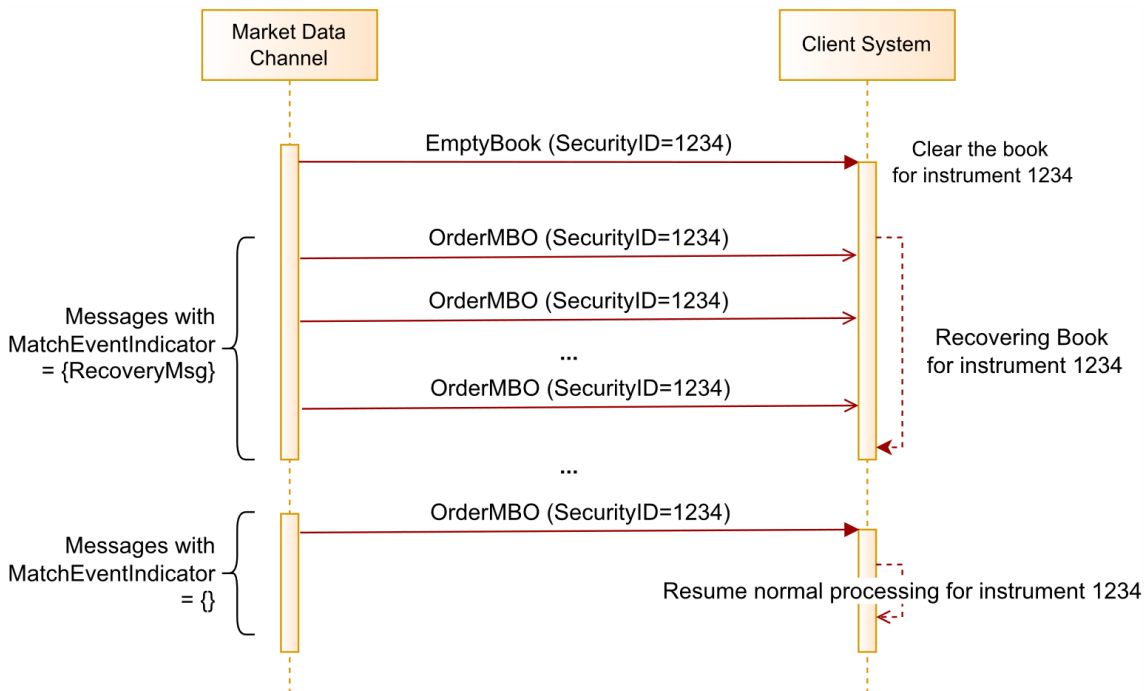 Market Data
Channel
Client System
EmptyBook (SecurityID=1234)
Clear the book
for instrument 1234
OrderMBO (SecurityID=1234)
OrderMBO (SecurityID=1234)
...
OrderMBO (SecurityID=1234)
Messages with
MatchEventIndicator
= {RecoveryMsg}
Recovering Book
for instrument 1234
...
OrderMBO (SecurityID=1234)
Messages with
MatchEventIndicator
= {}
Resume normal processing for instrument 1234